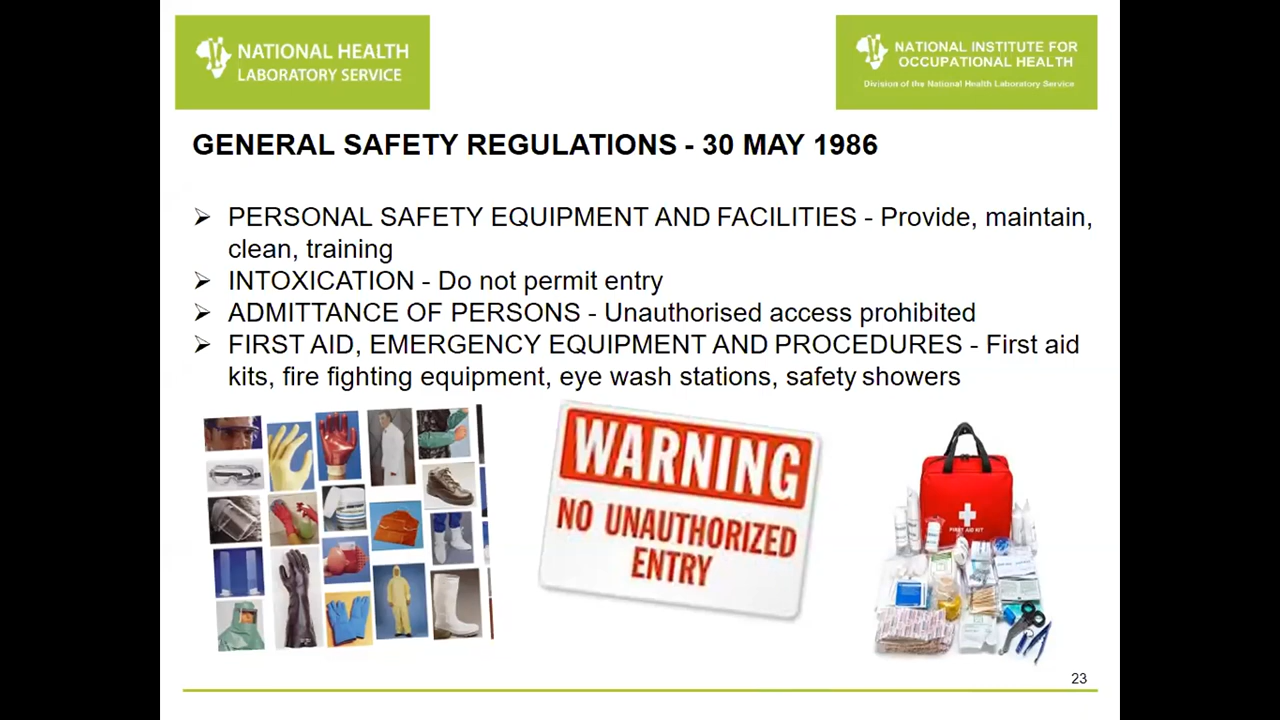 NATIONAL HEALTH
LABORATORY SERVICE
NATIONAL INSTITUTE FOR
OCCUPATIONAL HEALTH
Division of the National Health Laboratory Service
GENERAL SAFETY REGULATIONS - 30 MAY 1986
➢ PERSONAL SAFETY EQUIPMENT AND FACILITIES - Provide, maintain,
clean, training
➢ INTOXICATION - Do not permit entry
➢ ADMITTANCE OF PERSONS - Unauthorised access prohibited
➢ FIRST AID, EMERGENCY EQUIPMENT AND PROCEDURES - First aid
kits, fire fighting equipment, eye wash stations, safety showers
WARNING
NO UNAUTHORIZED
ENTRY
FIRST AID KIT
23